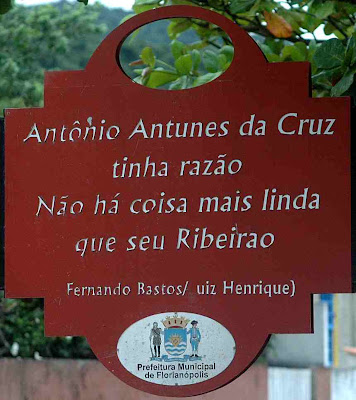 Antônio Antunes da Cruz
tinha razão
Não há coisa mais linda
que seu Ribeirao
Fernando Bastos/ uiz Henrique)
Prefeitura Municipal
de Florianópolis